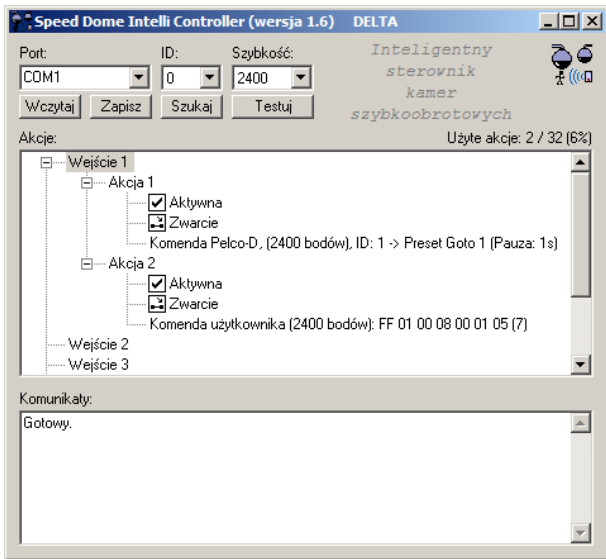 Speed Dome Intelli Controller (wersja 1.6) DELTA
Port: ID: Szybkość:
COM1 0 2400
Wczytaj Zapisz Szukaj Testuj
Inteligentny
sterownik
kamer
szybkoobrotowych
Akcje: Użyte akcje: 2 / 32 (6%)
Wejście 1
Akcja 1
Aktywna
Zwarcie
Komenda Pelco-D, (2400 bodów), ID: 1 -> Preset Goto 1 (Pauza: 1s)
Akcja 2
Aktywna
Zwarcie
Komenda użytkownika (2400 bodów): FF 01 00 08 00 01 05 (7)
Wejście 2
Wejście 3
Komunikaty:
Gotowy.